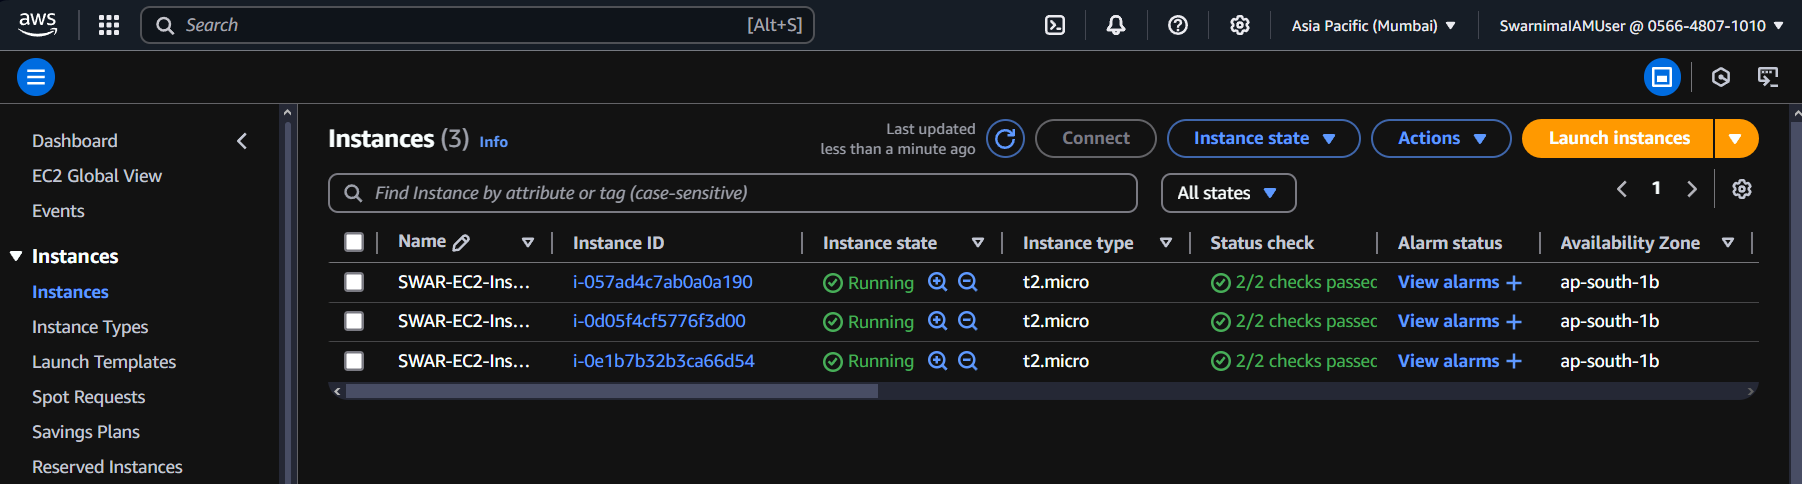 aws
Search [Alt+S]
Asia Pacific (Mumbai)
SwarnimaIAMUser @ 0566-4807-1010
Dashboard
EC2 Global View
Events
Instances
Instances
Instance Types
Launch Templates
Spot Requests
Savings Plans
Reserved Instances
Instances (3) Info
Last updated
less than a minute ago
Connect
Instance state
Actions
Launch instances
Find Instance by attribute or tag (case-sensitive)
All states
1
Name Instance ID Instance state Instance type Status check Alarm status Availability Zone
SWAR-EC2-Ins... i-057ad4c7ab0a0a190 Running t2.micro 2/2 checks passec View alarms + ap-south-1b
SWAR-EC2-Ins... i-0d05f4cf5776f3d00 Running t2.micro 2/2 checks passec View alarms + ap-south-1b
SWAR-EC2-Ins... i-0e1b7b32b3ca66d54 Running t2.micro 2/2 checks passec View alarms + ap-south-1b